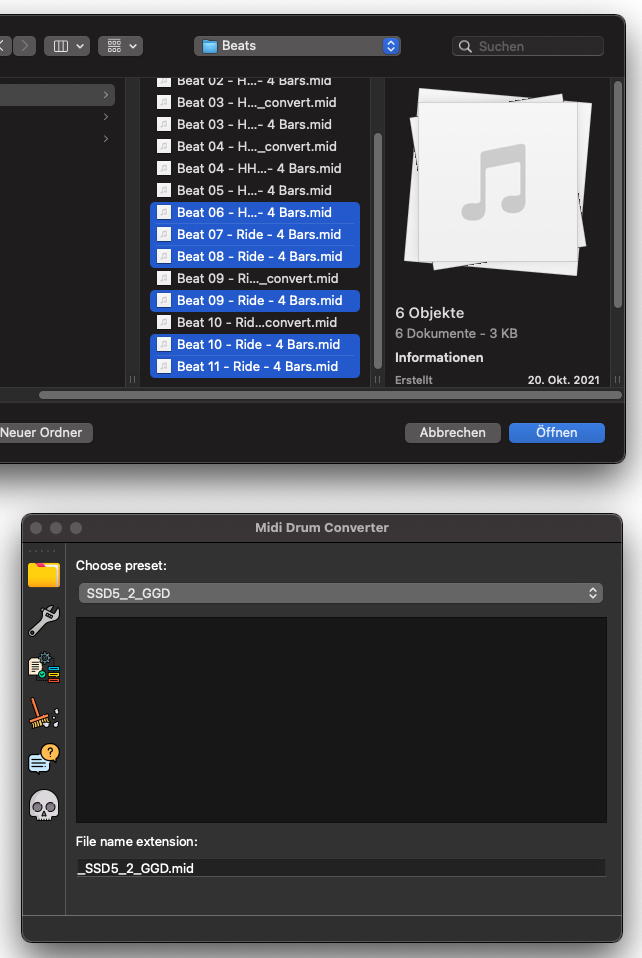 Beats
Suchen
Beat 02 - H...- 4 Bars.mid
Beat 03 - H..._convert.mid
Beat 03 - H...- 4 Bars.mid
Beat 04 - H..._convert.mid
Beat 04 - HH...- 4 Bars.mid
Beat 05 - H...- 4 Bars.mid
Beat 06 - H...- 4 Bars.mid
Beat 07 - Ride - 4 Bars.mid
Beat 08 - Ride - 4 Bars.mid
Beat 09 - Ri..._convert.mid
Beat 09 - Ride - 4 Bars.mid
Beat 10 - Rid...convert.mid
Beat 10 - Ride - 4 Bars.mid
Beat 11 - Ride - 4 Bars.mid
6 Objekte
6 Dokumente - 3 KB
Informationen
Erstellt 20. Okt. 2021
Neuer Ordner
Abbrechen
Öffnen
Midi Drum Converter
Choose preset:
SSD5_2_GGD
File name extension:
_SSD5_2_GGD.mid